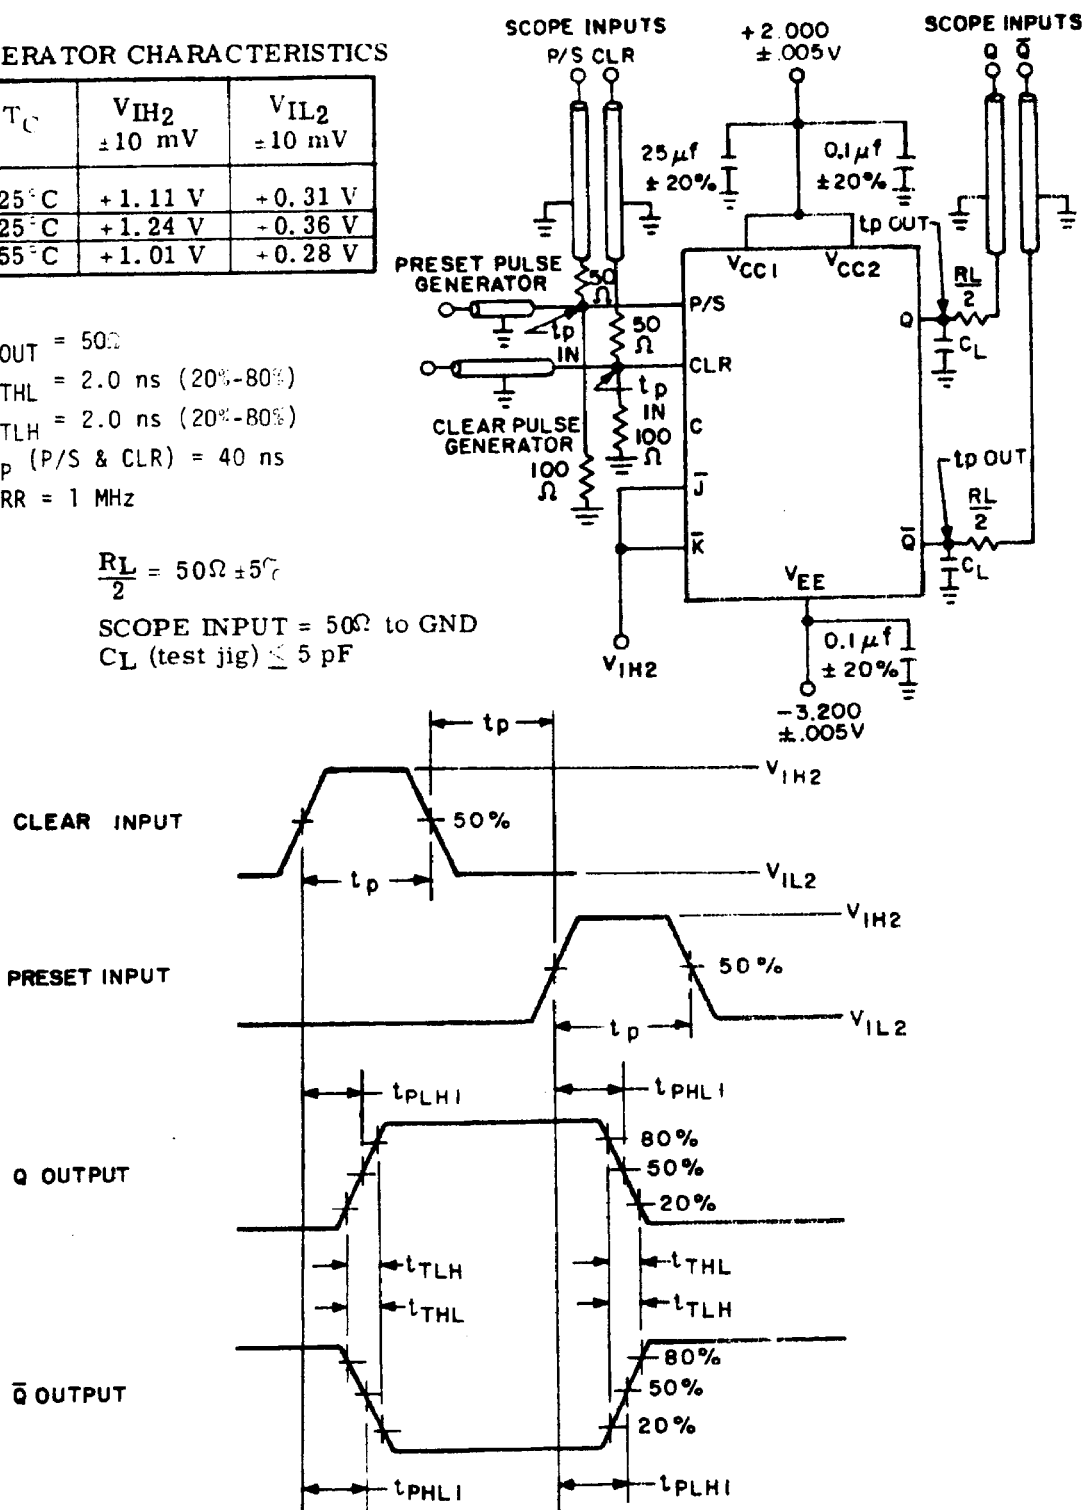 ERATOR CHARACTERISTICS
T_C V_IH2 ±10 mV V_IL2 ±10 mV
25°C +1.11 V +0.31 V
25°C +1.24 V +0.36 V
55°C +1.01 V +0.28 V
OUT = 50Ω
THL = 2.0 ns (20%-80%)
TLH = 2.0 ns (20%-80%)
P (P/S & CLR) = 40 ns
RR = 1 MHz
RL/2 = 50Ω ±5%
SCOPE INPUT = 50Ω to GND
CL (test jig) ≤ 5 pF
SCOPE INPUTS
P/S CLR
+2.000
±.005V
SCOPE INPUTS
Q Q̅
25 μf
±20%
0.1 μf
±20%
tp OUT
VCC1 VCC2
PRESET PULSE
GENERATOR
50
Ω
RL/2
P/S
Q
tp
IN
50
Ω
CL
CLR
tp
IN
CLEAR PULSE
GENERATOR
100
Ω
C
100
Ω
tp OUT
J̅
RL/2
K̅
Q̅
CL
VEE
VIH2
0.1 μf
±20%
-3.200
±.005V
tp
VIH2
CLEAR INPUT
50%
tp
VIL2
VIH2
PRESET INPUT
50%
tp
VIL2
tPLH1
tPHL1
80%
Q OUTPUT
50%
20%
tTLH
tTHL
tTHL
tTLH
80%
Q̅ OUTPUT
50%
20%
tPHL1
tPLH1